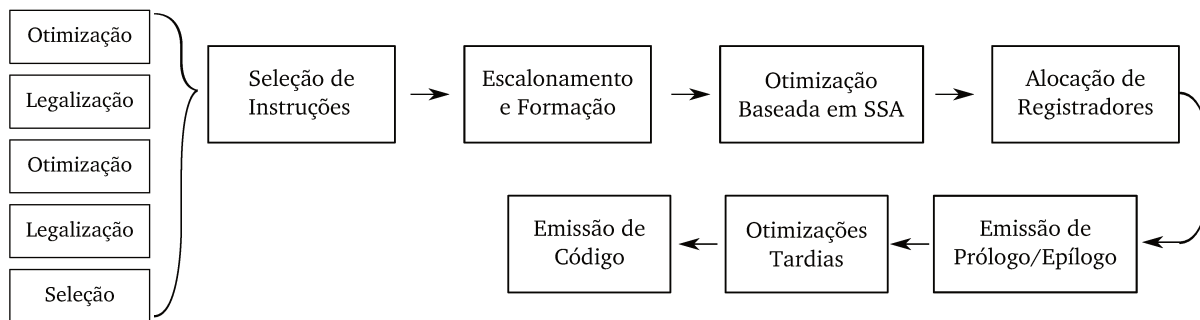 Otimização
Legalização
Otimização
Legalização
Seleção
Seleção de
Instruções
Escalonamento
e Formação
Otimização
Baseada em SSA
Alocação de
Registradores
Emissão de
Prólogo/Epílogo
Otimizações
Tardias
Emissão de
Código